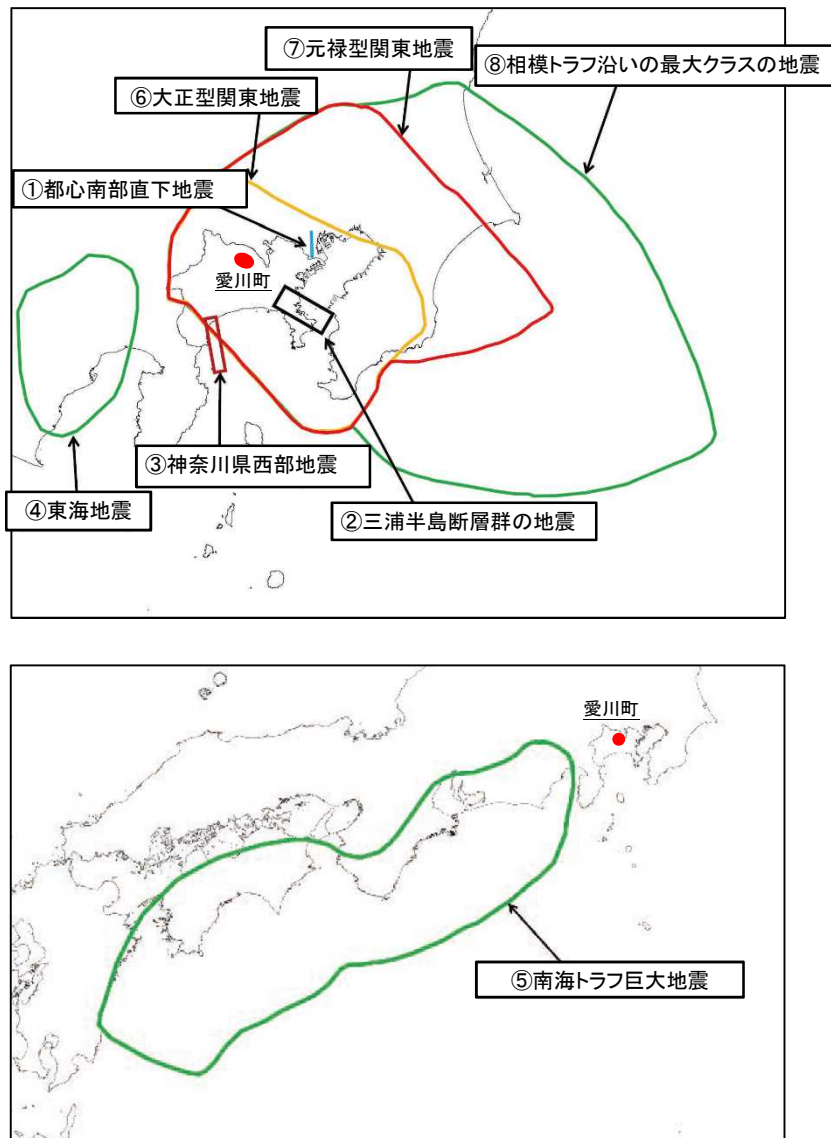 ⑦元禄型関東地震
⑧相模トラフ沿いの最大クラスの地震
⑥大正型関東地震
①都心南部直下地震
愛川町
③神奈川県西部地震
④東海地震
②三浦半島断層群の地震
愛川町
⑤南海トラフ巨大地震